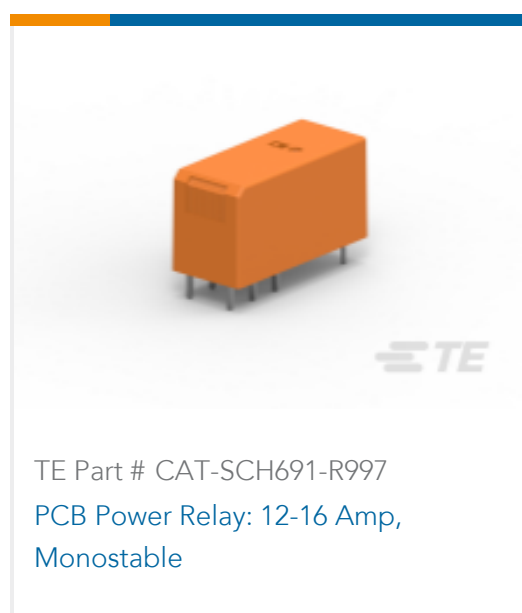 TE
TE Part # CAT-SCH691-R997
PCB Power Relay: 12-16 Amp,
Monostable